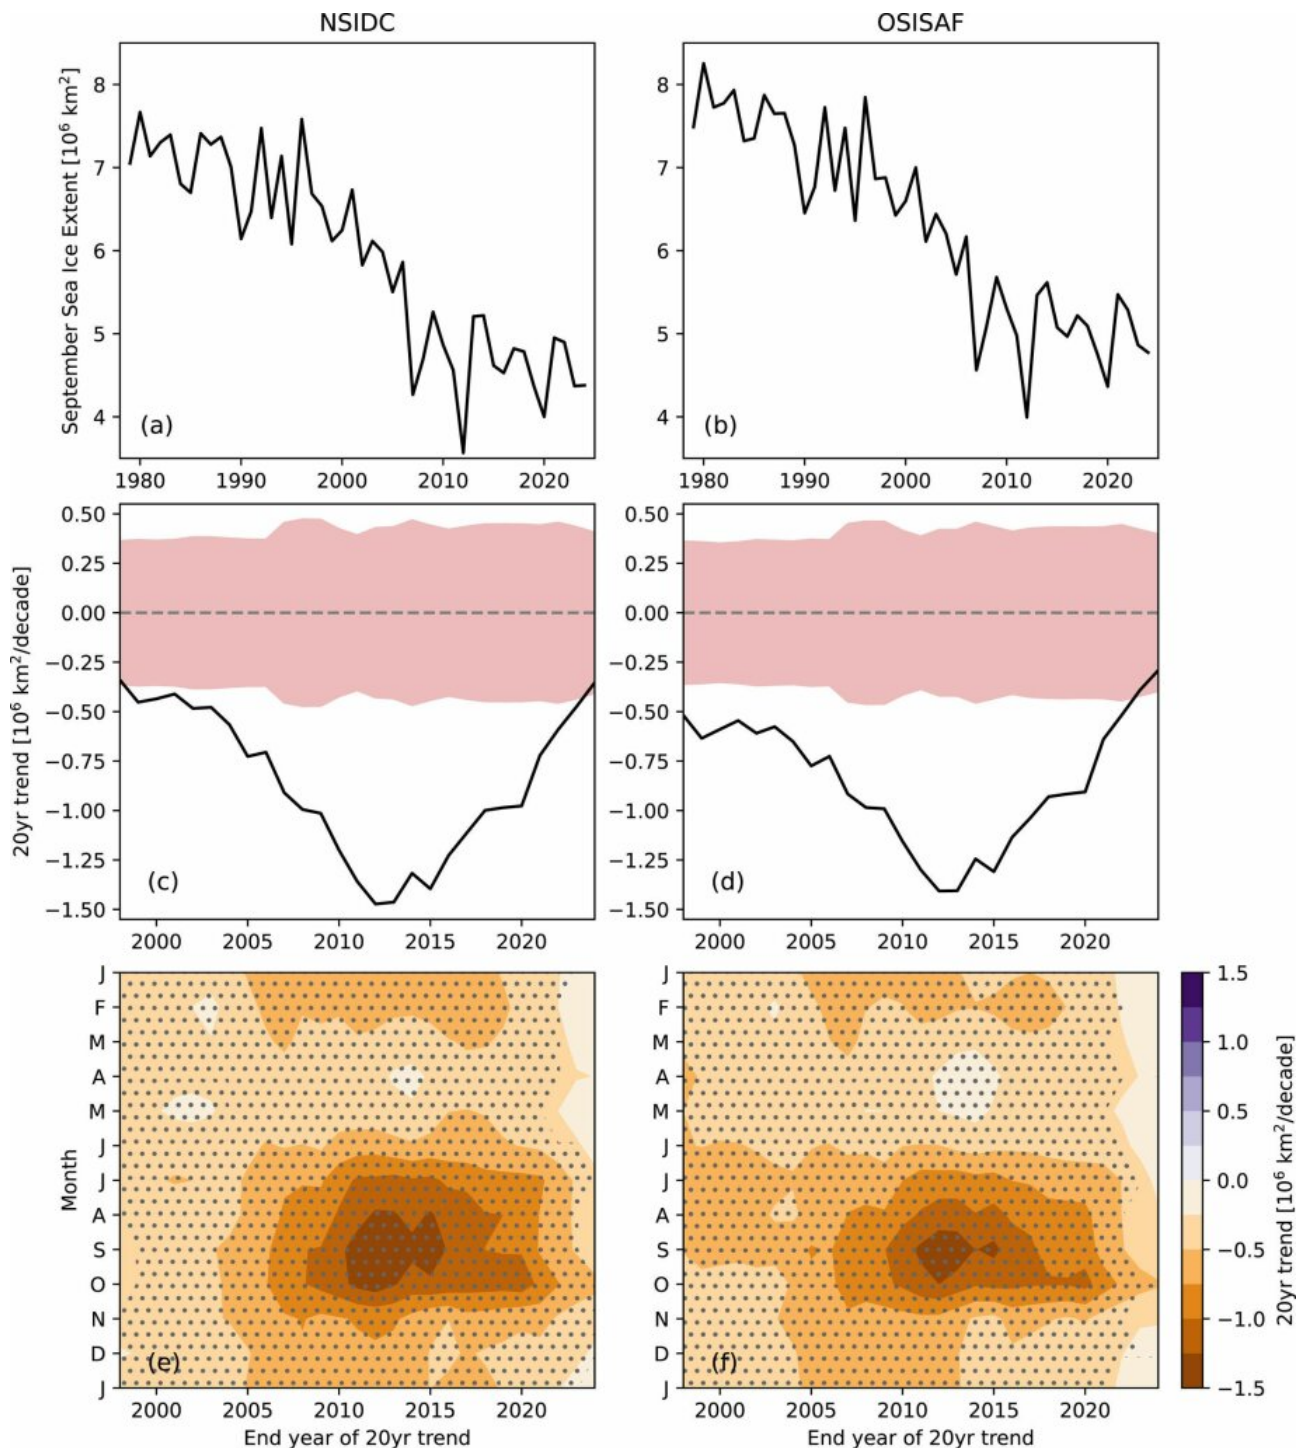 NSIDC
OSISAF
September Sea Ice Extent [10⁶ km²]
8
7
6
5
4
(a)
1980 1990 2000 2010 2020
8
7
6
5
4
(b)
1980 1990 2000 2010 2020
20yr trend [10⁶ km²/decade]
0.50
0.25
0.00
−0.25
−0.50
−0.75
−1.00
−1.25
−1.50
(c)
2000 2005 2010 2015 2020
0.50
0.25
0.00
−0.25
−0.50
−0.75
−1.00
−1.25
−1.50
(d)
2000 2005 2010 2015 2020
Month
J
F
M
A
M
J
J
A
S
O
N
D
J
(e)
2000 2005 2010 2015 2020
End year of 20yr trend
J
F
M
A
M
J
J
A
S
O
N
D
J
(f)
2000 2005 2010 2015 2020
End year of 20yr trend
1.5
1.0
0.5
0.0
−0.5
−1.0
−1.5
20yr trend [10⁶ km²/decade]